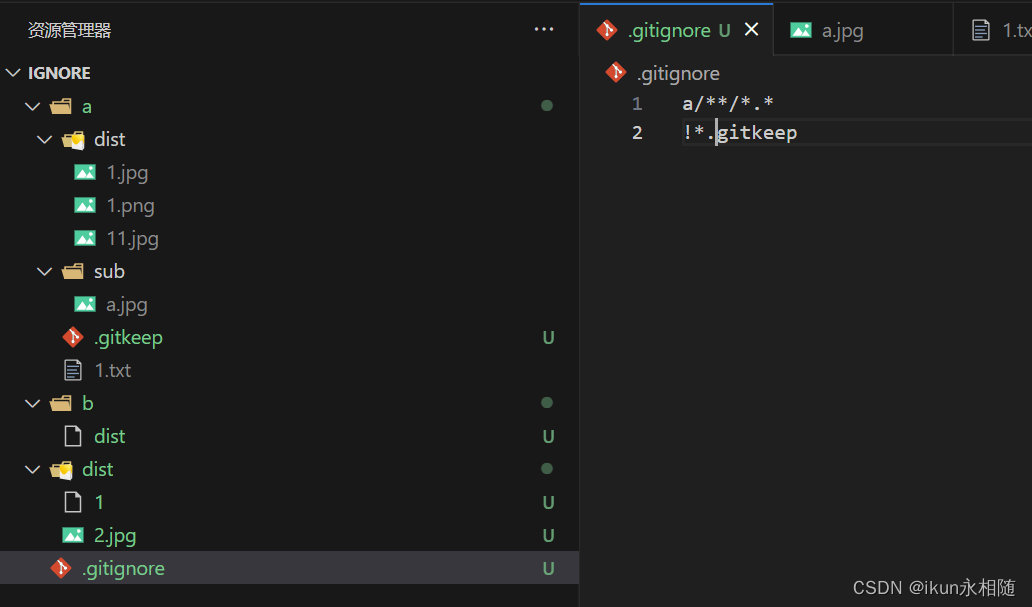 资源管理器 ···
IGNORE
a
dist
1.jpg
1.png
11.jpg
sub
a.jpg
.gitkeep U
1.txt
b
dist U
dist
1 U
2.jpg U
.gitignore U
.gitignore U a.jpg 1.tx
.gitignore
1 a/**/*.*
2 !*.gitkeep
CSDN @ikun永相随